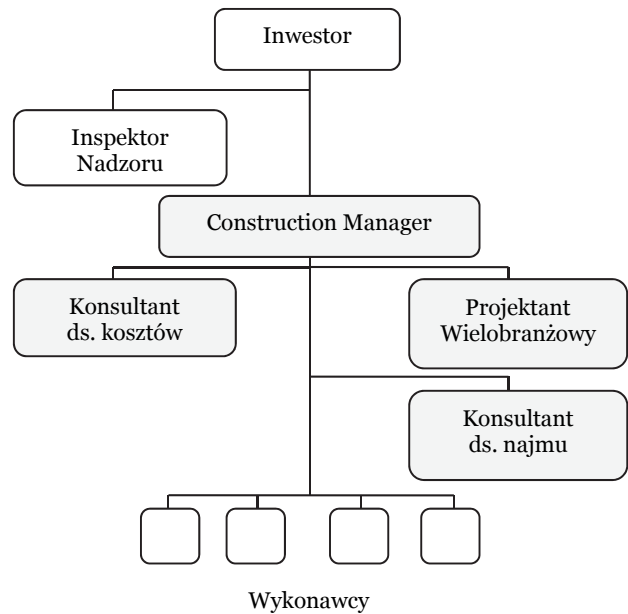 Inwestor
Inspektor
Nadzoru
Construction Manager
Konsultant
ds. kosztów
Projektant
Wielobranżowy
Konsultant
ds. najmu
Wykonawcy